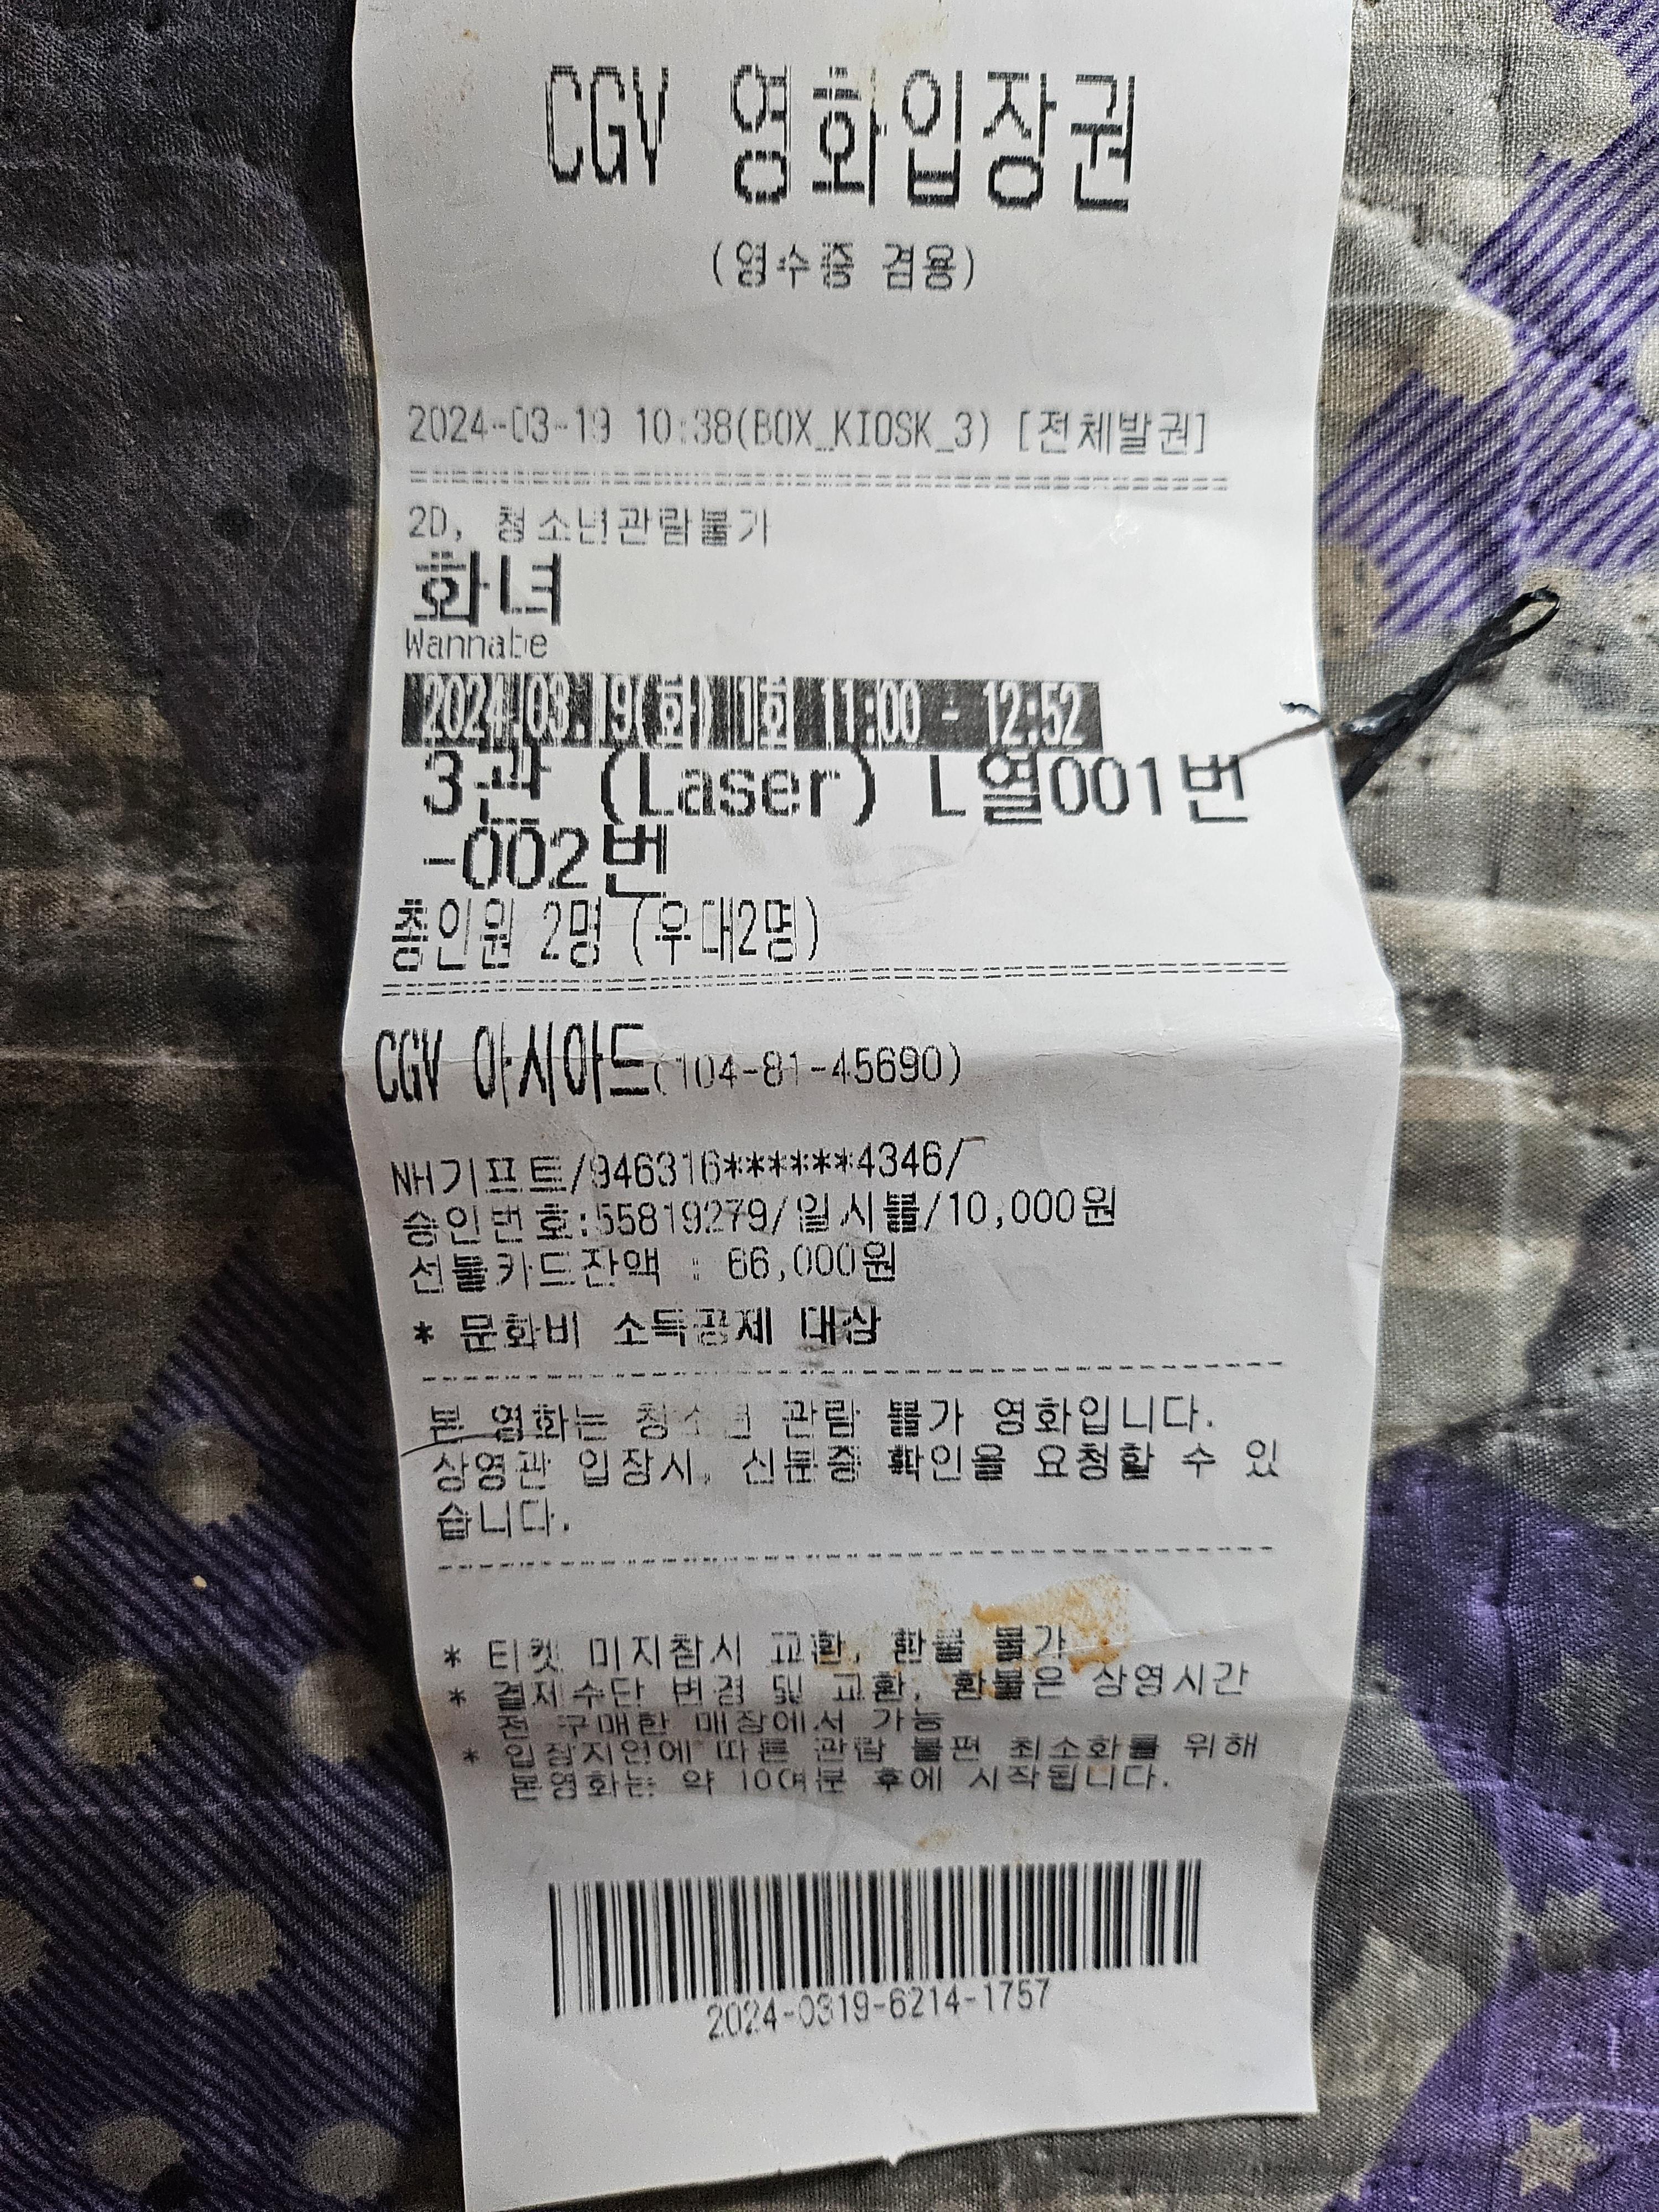 CGV 영화입장권
(영수증 겸용)
2024-03-19 10:38(BOX_KIOSK_3) [전체발권]
2D, 청소년관람불가
화녀
Wannabe
2024.03.19(화) 1회 11:00 - 12:52
3관 (Laser) L열001번
-002번
총인원 2명 (우대2명)
CGV 아시아드(104-81-45690)
NH기프트/946316******4346/
승인번호:55819279/일시불/10,000원
선불카드잔액 : 66,000원
* 문화비 소득공제 대상
본 영화는 청소년 관람 불가 영화입니다.
상영관 입장시, 신분증 확인을 요청할 수 있
습니다.
* 티켓 미지참시 교환, 환불 불가
* 결제수단 변경 및 교환, 환불은 상영시간
전 구매한 매장에서 가능
* 입장지연에 따른 관람 불편 최소화를 위해
본영화는 약 10여분 후에 시작됩니다.
2024-0319-6214-1757